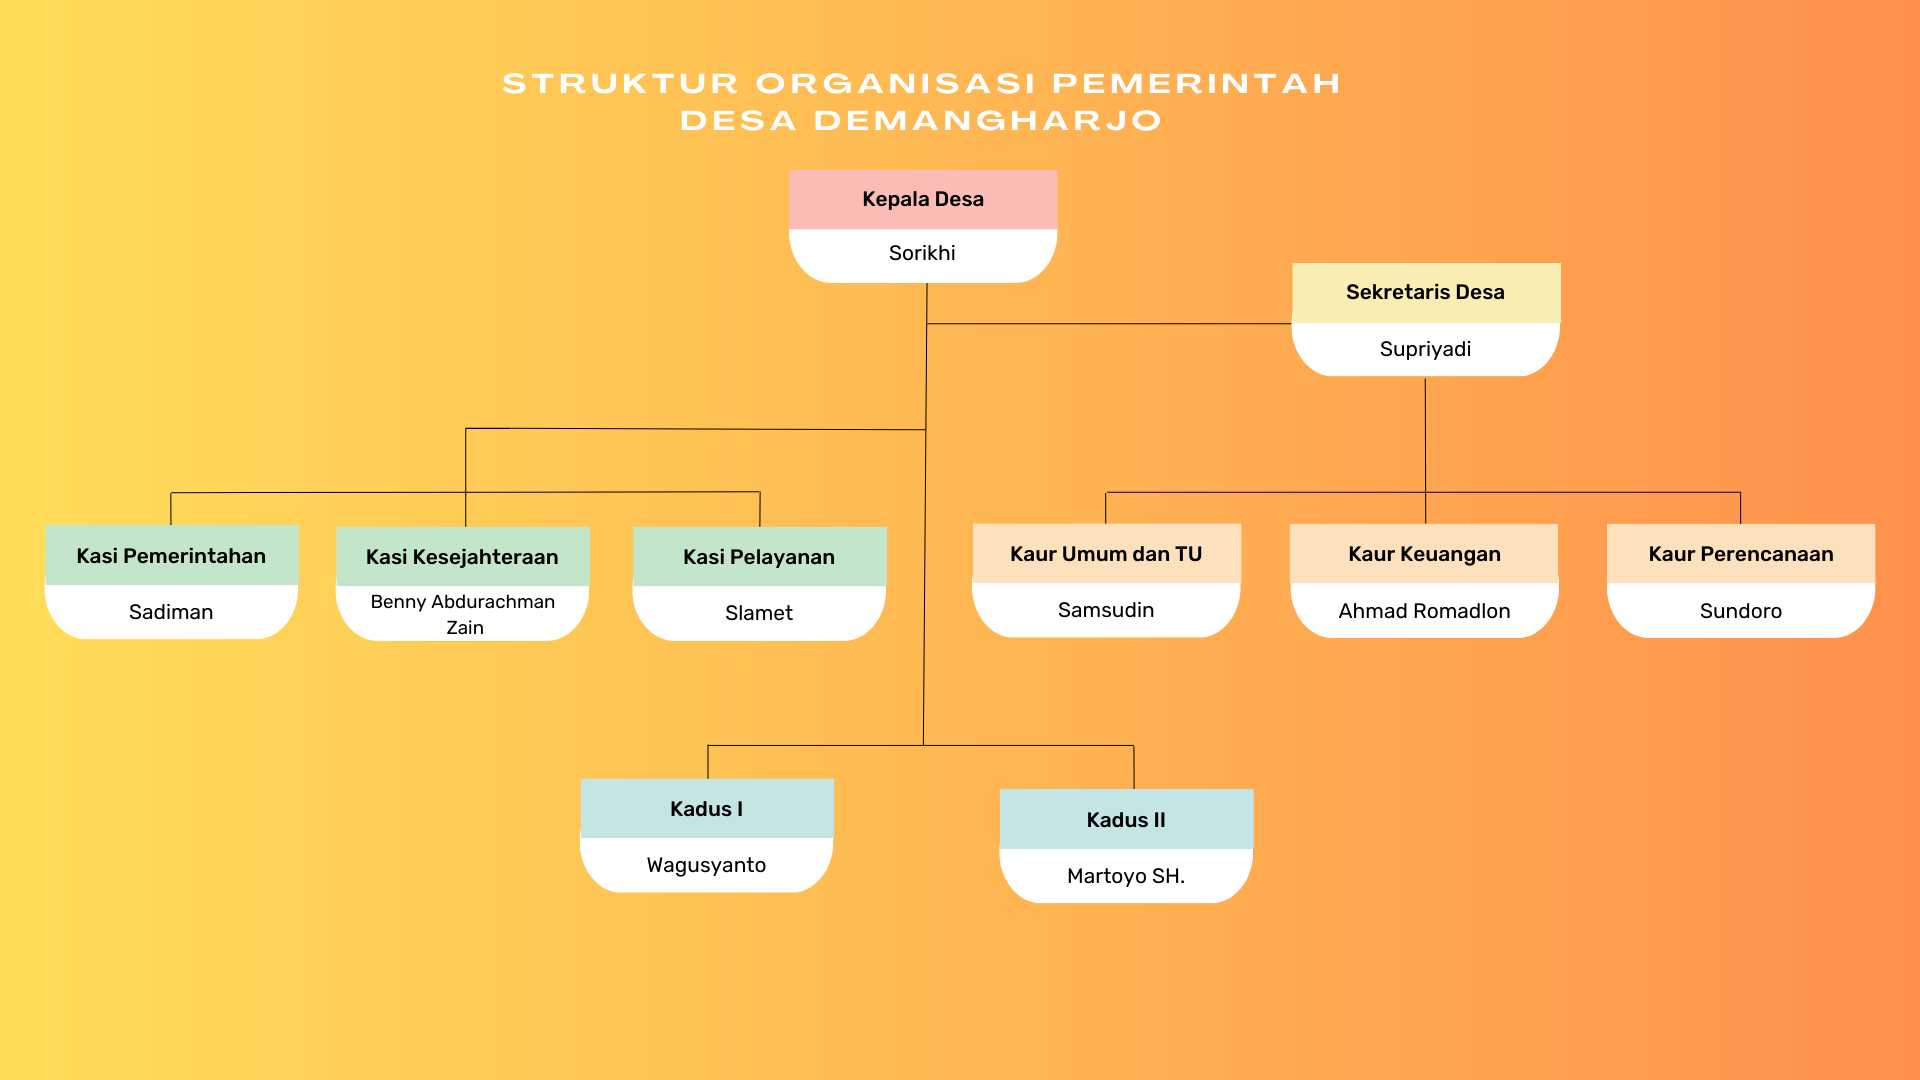 STRUKTUR ORGANISASI PEMERINTAH
DESA DEMANGHARJO
Kepala Desa
Sorikhi
Sekretaris Desa
Supriyadi
Kasi Pemerintahan
Sadiman
Kasi Kesejahteraan
Benny Abdurachman
Zain
Kasi Pelayanan
Slamet
Kaur Umum dan TU
Samsudin
Kaur Keuangan
Ahmad Romadlon
Kaur Perencanaan
Sundoro
Kadus I
Wagusyanto
Kadus II
Martoyo SH.